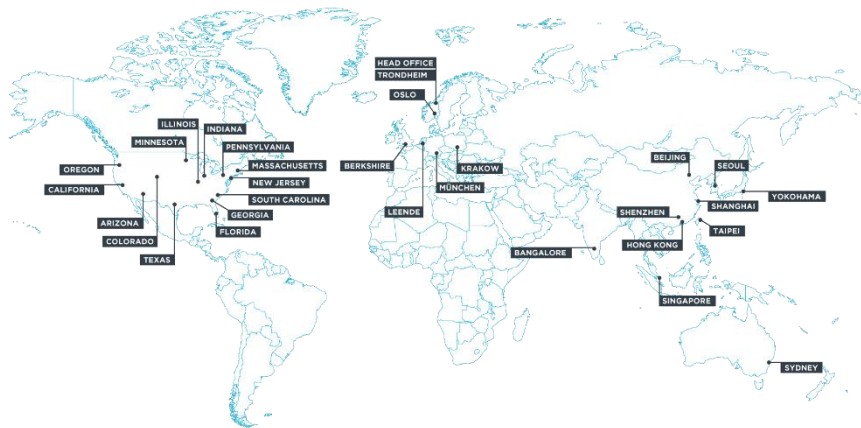 HEAD OFFICE
TRONDHEIM
OSLO
ILLINOIS
INDIANA
MINNESOTA
PENNSYLVANIA
OREGON
MASSACHUSETTS
BERKSHIRE
KRAKOW
BEIJING
SEOUL
CALIFORNIA
NEW JERSEY
MÜNCHEN
YOKOHAMA
SOUTH CAROLINA
SHANGHAI
ARIZONA
GEORGIA
LEENDE
SHENZHEN
COLORADO
FLORIDA
TAIPEI
TEXAS
BANGALORE
HONG KONG
SINGAPORE
SYDNEY